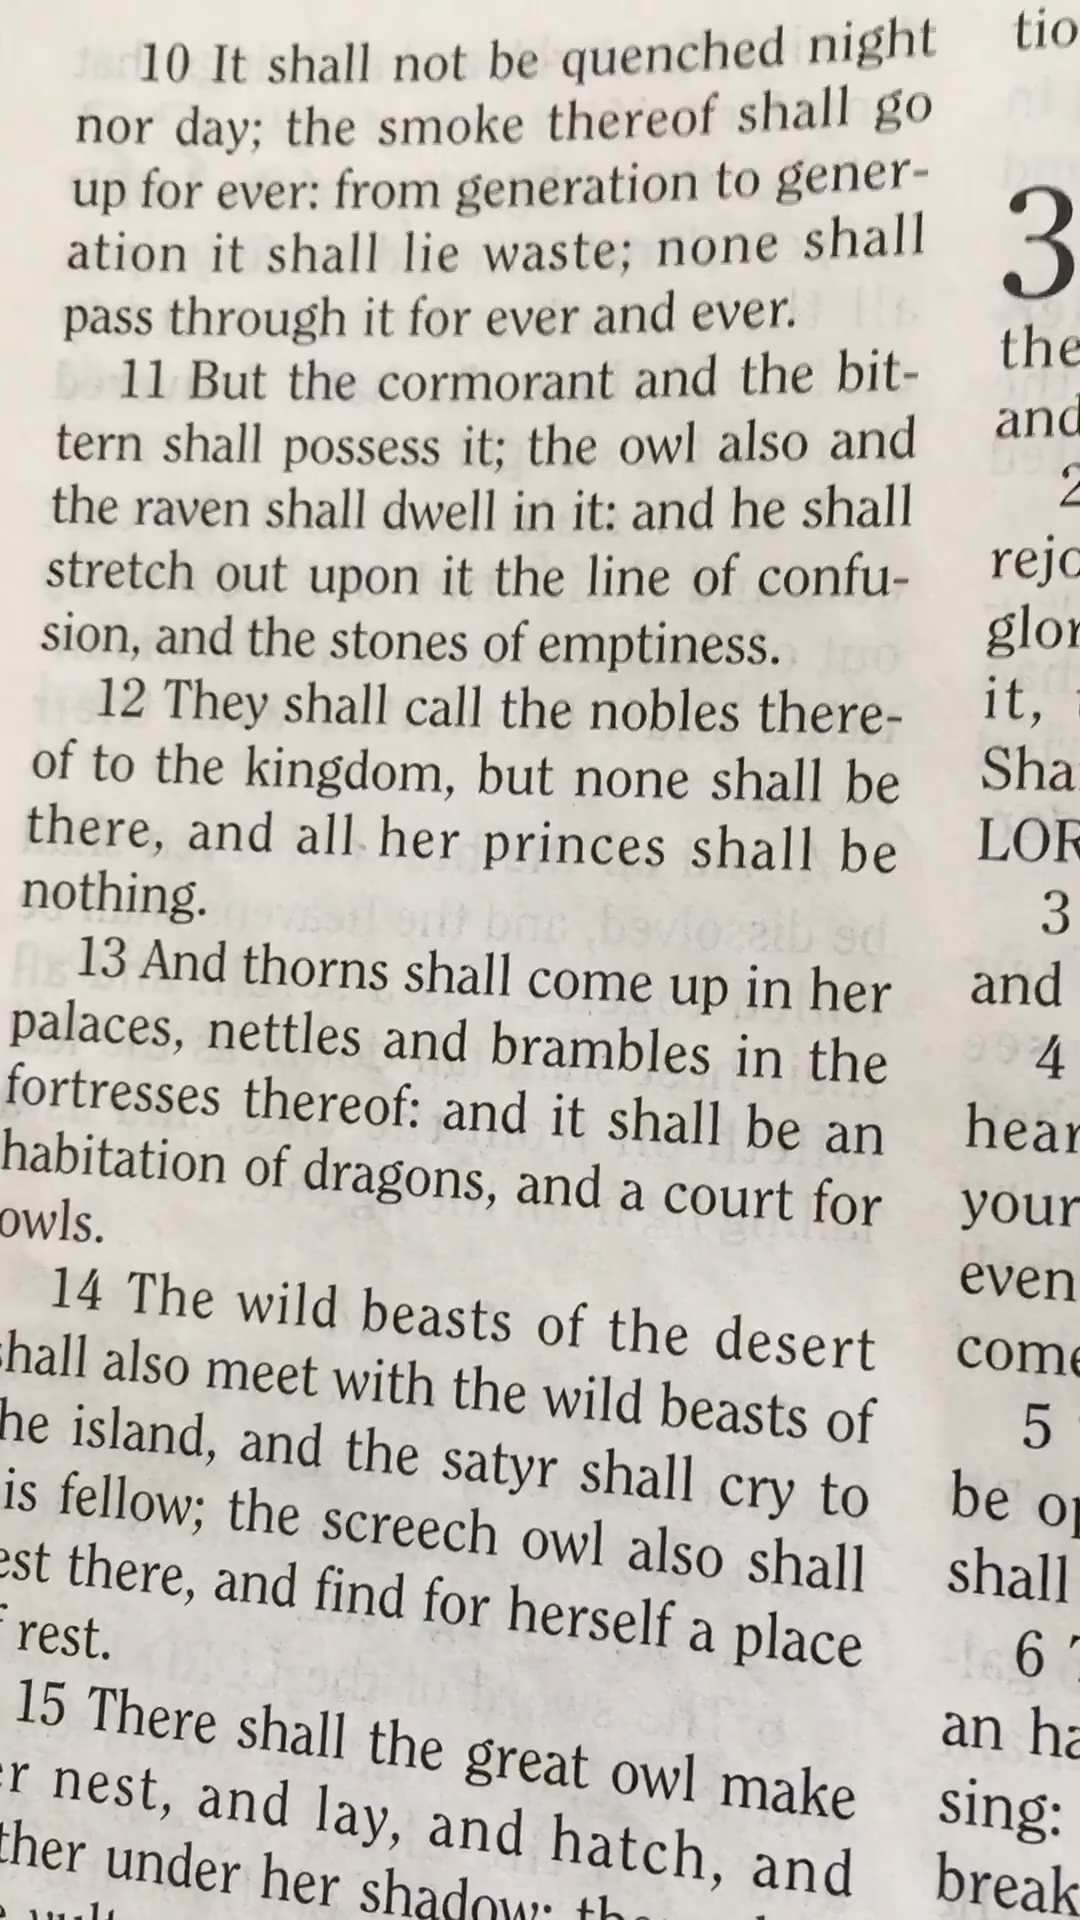 10 It shall not be quenched night
nor day; the smoke thereof shall go
up for ever: from generation to gener-
ation it shall lie waste; none shall
pass through it for ever and ever.
11 But the cormorant and the bit-
tern shall possess it; the owl also and
the raven shall dwell in it: and he shall
stretch out upon it the line of confu-
sion, and the stones of emptiness.
12 They shall call the nobles there-
of to the kingdom, but none shall be
there, and all her princes shall be
nothing.
13 And thorns shall come up in her
palaces, nettles and brambles in the
fortresses thereof: and it shall be an
habitation of dragons, and a court for
owls.
14 The wild beasts of the desert
hall also meet with the wild beasts of
he island, and the satyr shall cry to
is fellow; the screech owl also shall
est there, and find for herself a place
rest.
15 There shall the great owl make
r nest, and lay, and hatch, and
ther under her shadow:
tio
3
the
and
2
rejo
glor
it,
Sha
LOR
3
and
4
hear
your
even
come
5
be op
shall
6
an ha
sing:
break